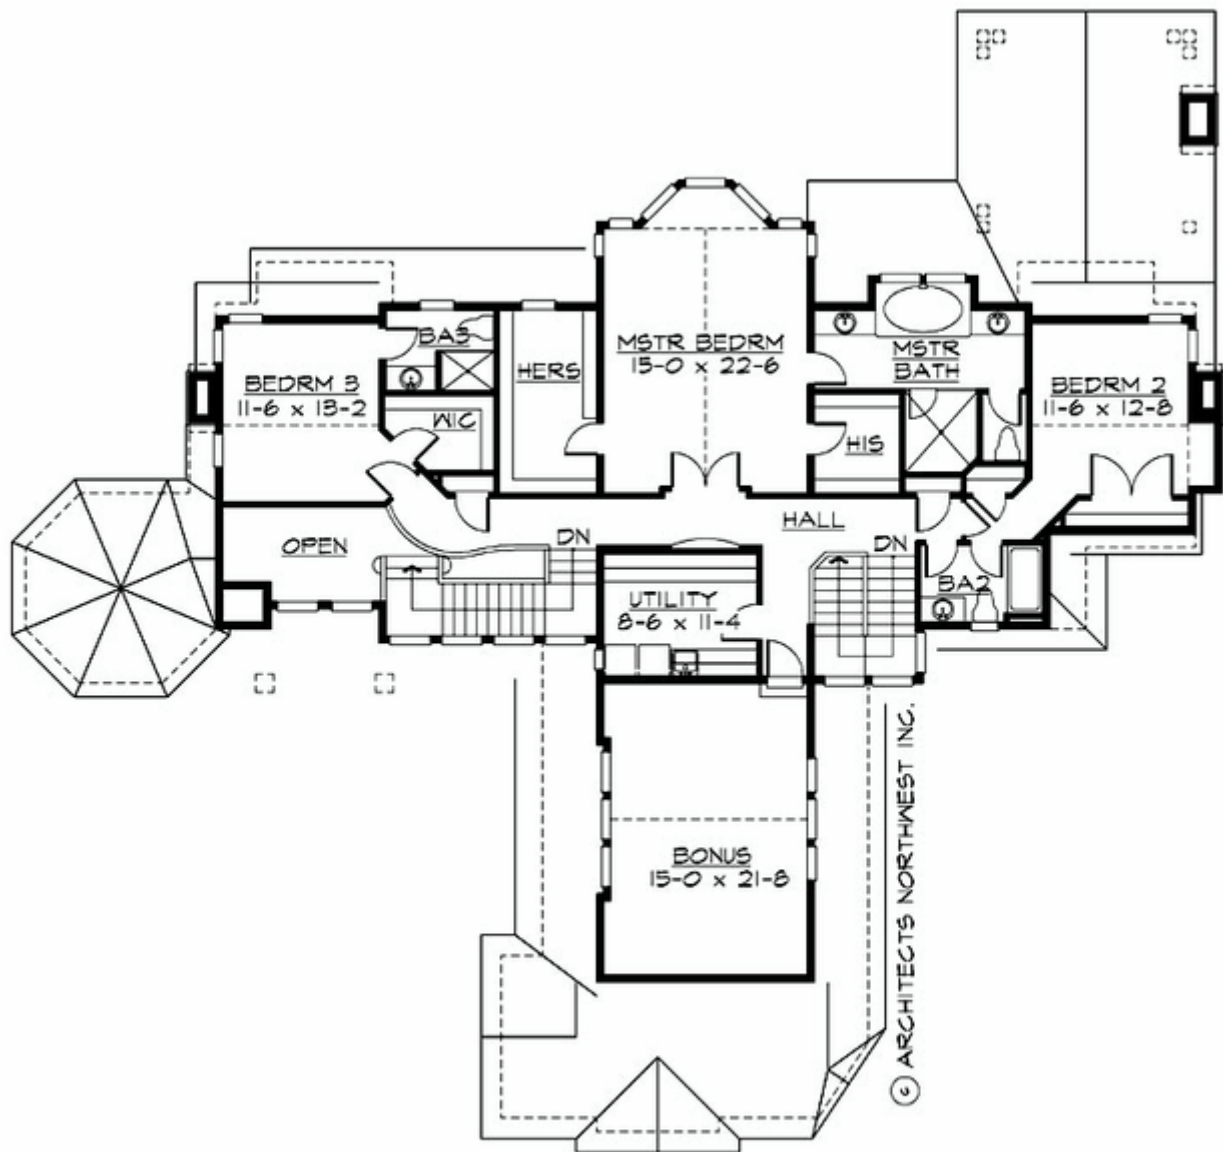 BA3
MSTR BEDRM
15-0 x 22-6
MSTR
BATH
HERS
BEDRM 3
11-6 x 13-2
BEDRM 2
11-6 x 12-8
WIC
HIS
HALL
OPEN
DN
DN
BA2
UTILITY
8-6 x 11-4
BONUS
15-0 x 21-8
© ARCHITECTS NORTHWEST INC.